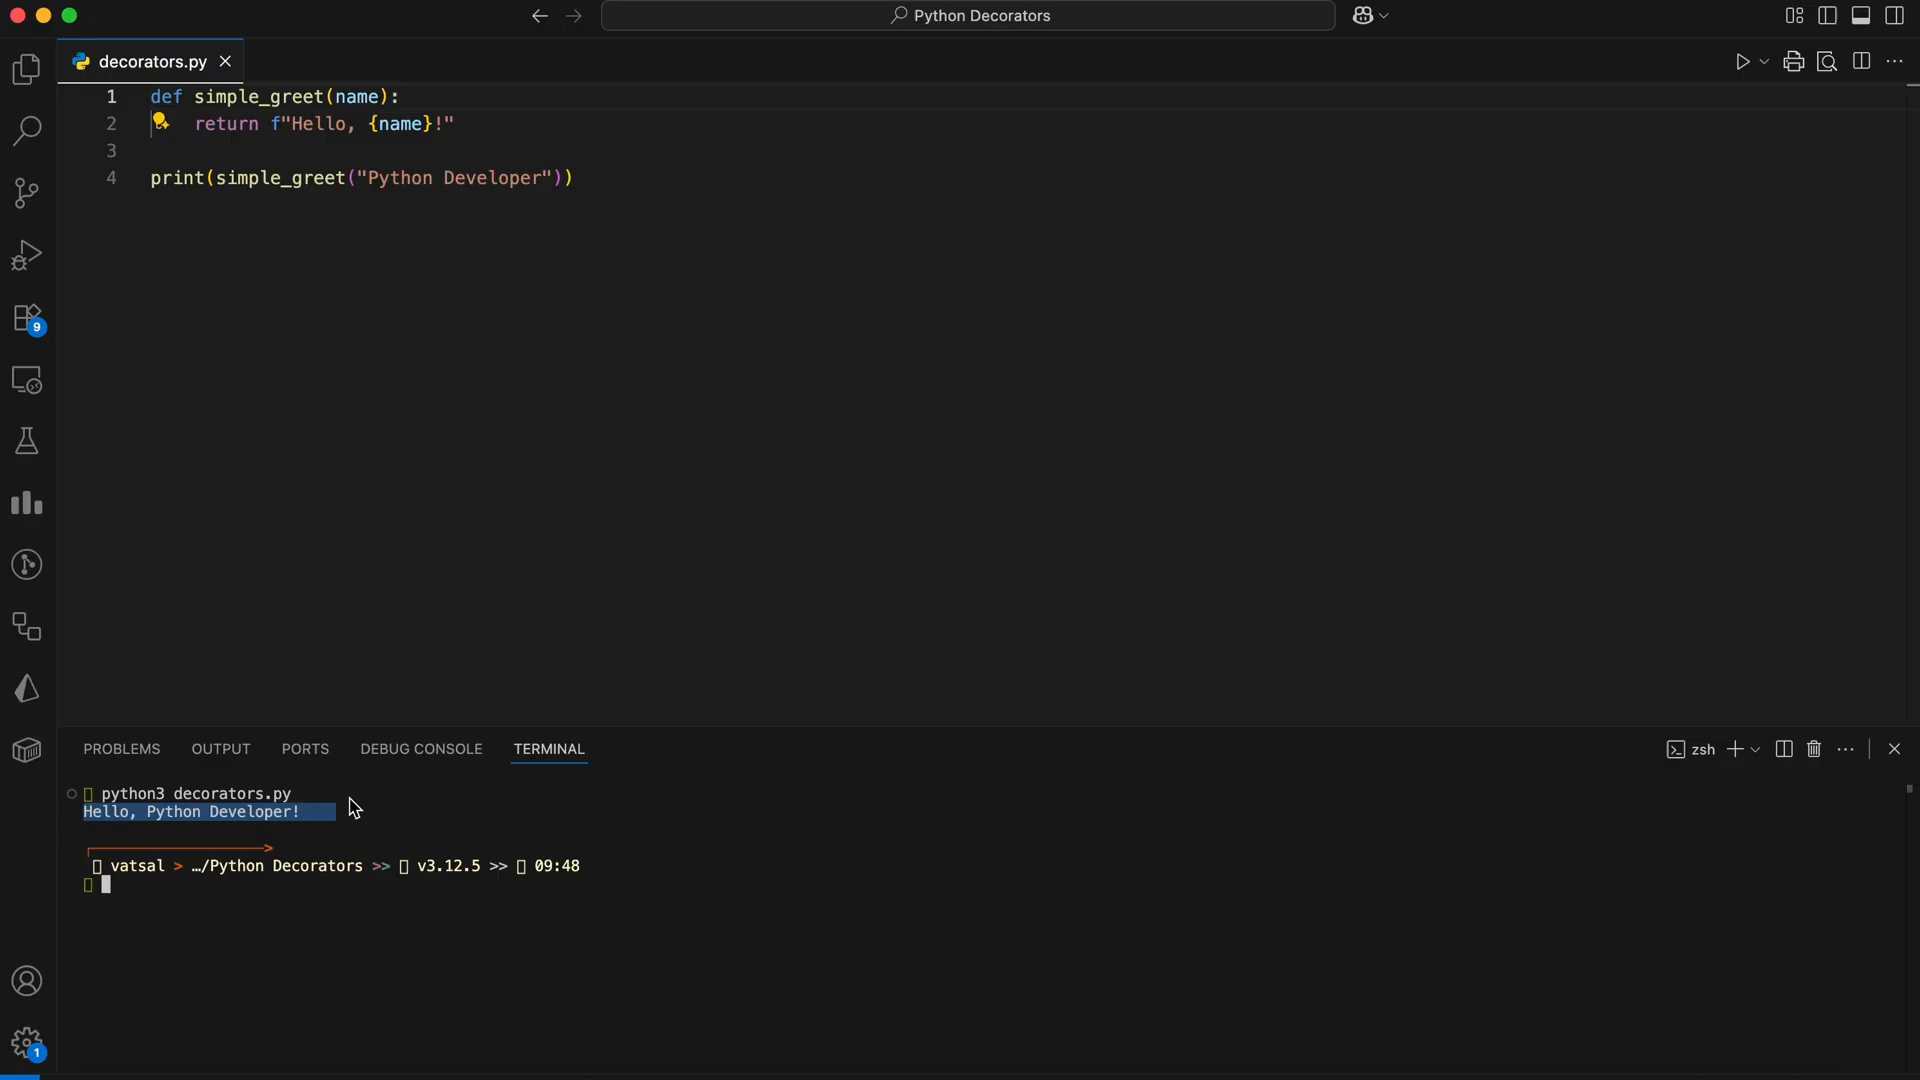 Python Decorators
decorators.py
1 def simple_greet(name):
2     return f"Hello, {name}!"
3
4 print(simple_greet("Python Developer"))
9
PROBLEMS OUTPUT PORTS DEBUG CONSOLE TERMINAL
zsh
python3 decorators.py
Hello, Python Developer!
vatsal > …/Python Decorators >> v3.12.5 >> 09:48
1